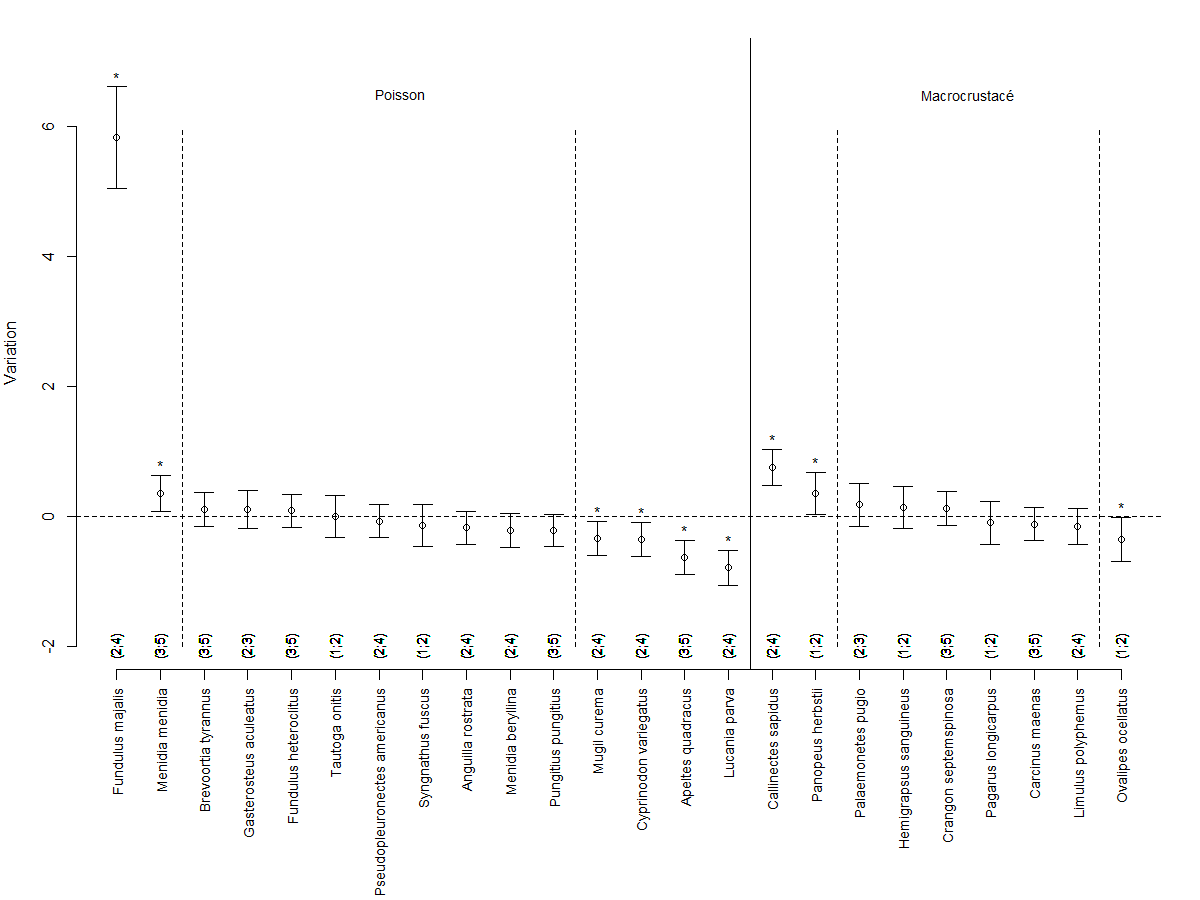 Poisson
Macrocrustacé
Variation
6
4
2
0
-2
* * * * * * * * *
(2;4) (3;5) (3;5) (2;3) (3;5) (1;2) (2;4) (1;2) (2;4) (2;4) (3;5) (2;4) (2;4) (3;5) (2;4) (2;4) (1;2) (2;3) (1;2) (3;5) (1;2) (3;5) (2;4) (1;2)
Fundulus majalis
Menidia menidia
Brevoortia tyrannus
Gasterosteus aculeatus
Fundulus heteroclitus
Tautoga onitis
Pseudopleuronectes americanus
Syngnathus fuscus
Anguilla rostrata
Menidia beryllina
Pungitius pungitius
Mugil curema
Cyprinodon variegatus
Apeltes quadracus
Lucania parva
Callinectes sapidus
Panopeus herbstii
Palaemonetes pugio
Hemigrapsus sanguineus
Crangon septemspinosa
Pagarus longicarpus
Carcinus maenas
Limulus polyphemus
Ovalipes ocellatus